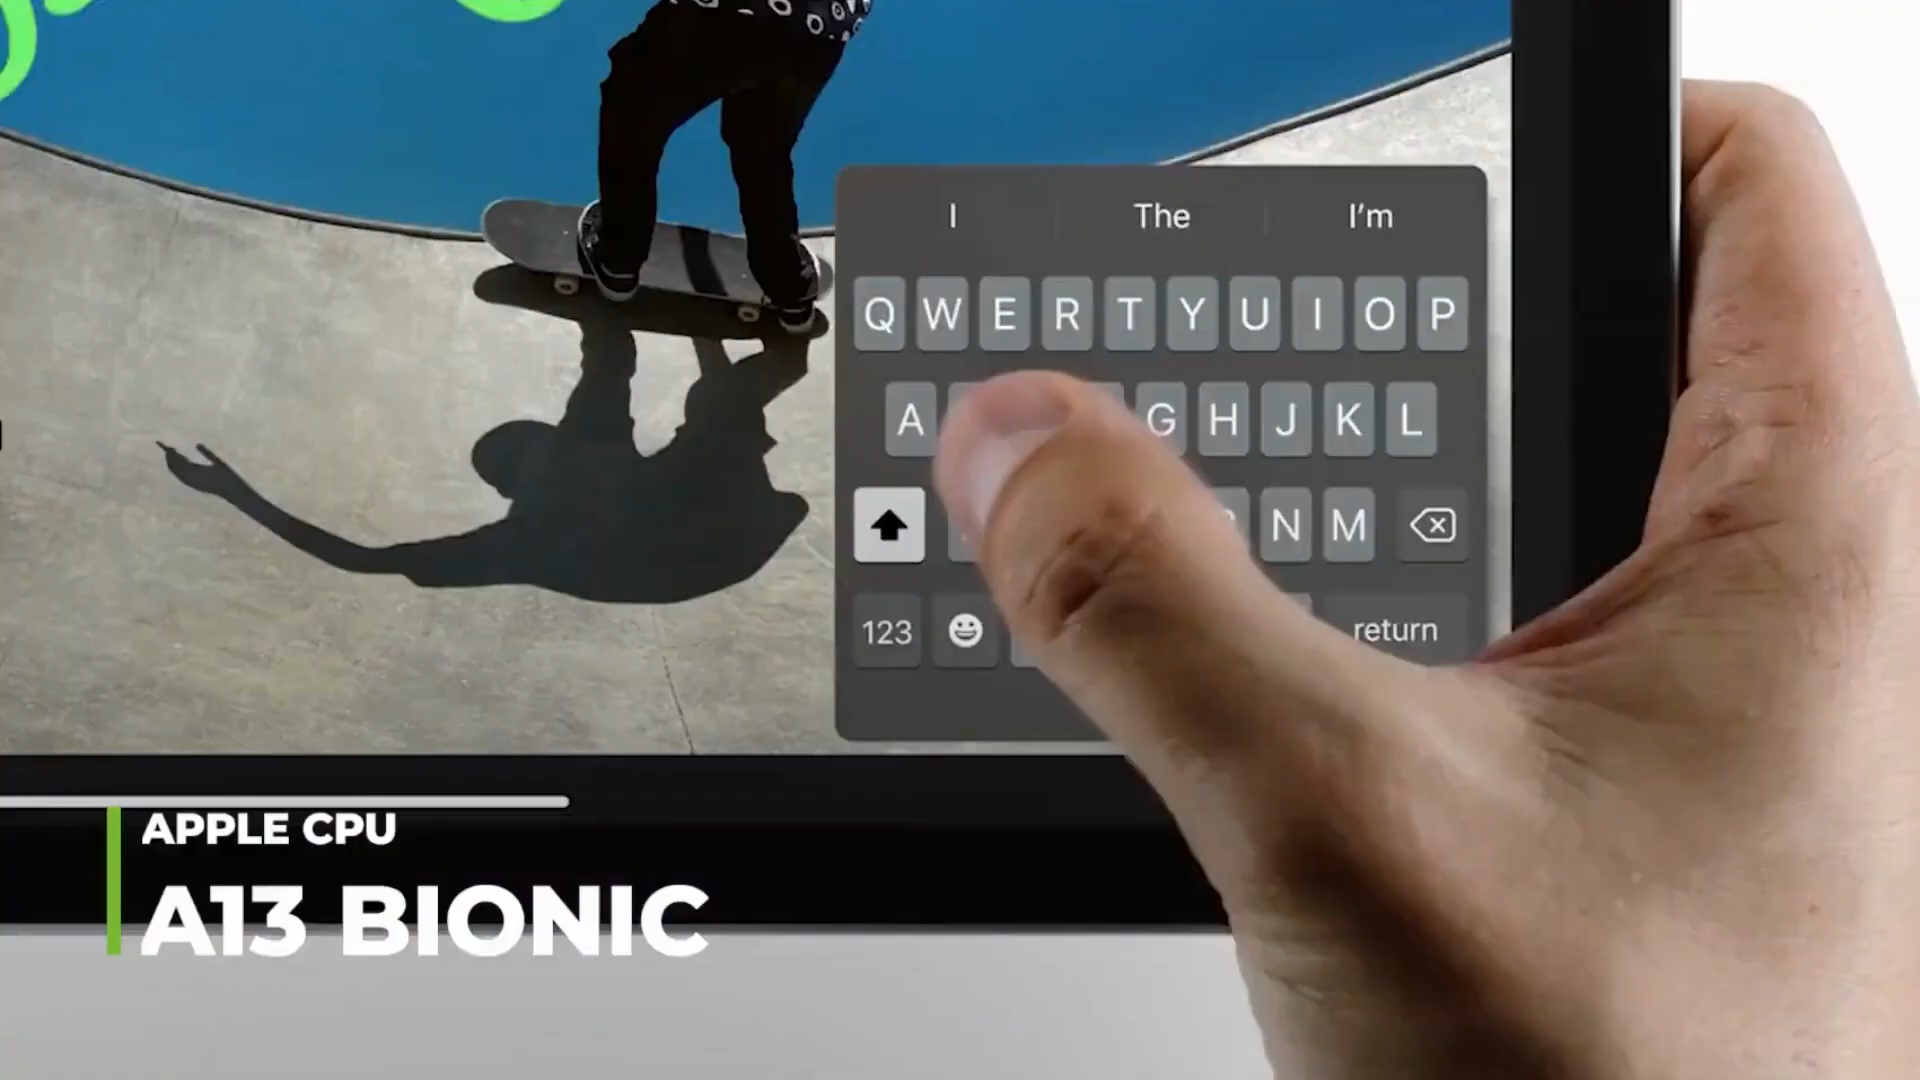 I The I'm
Q W E R T Y U I O P
A G H J K L
N M
123 return
APPLE CPU
A13 BIONIC